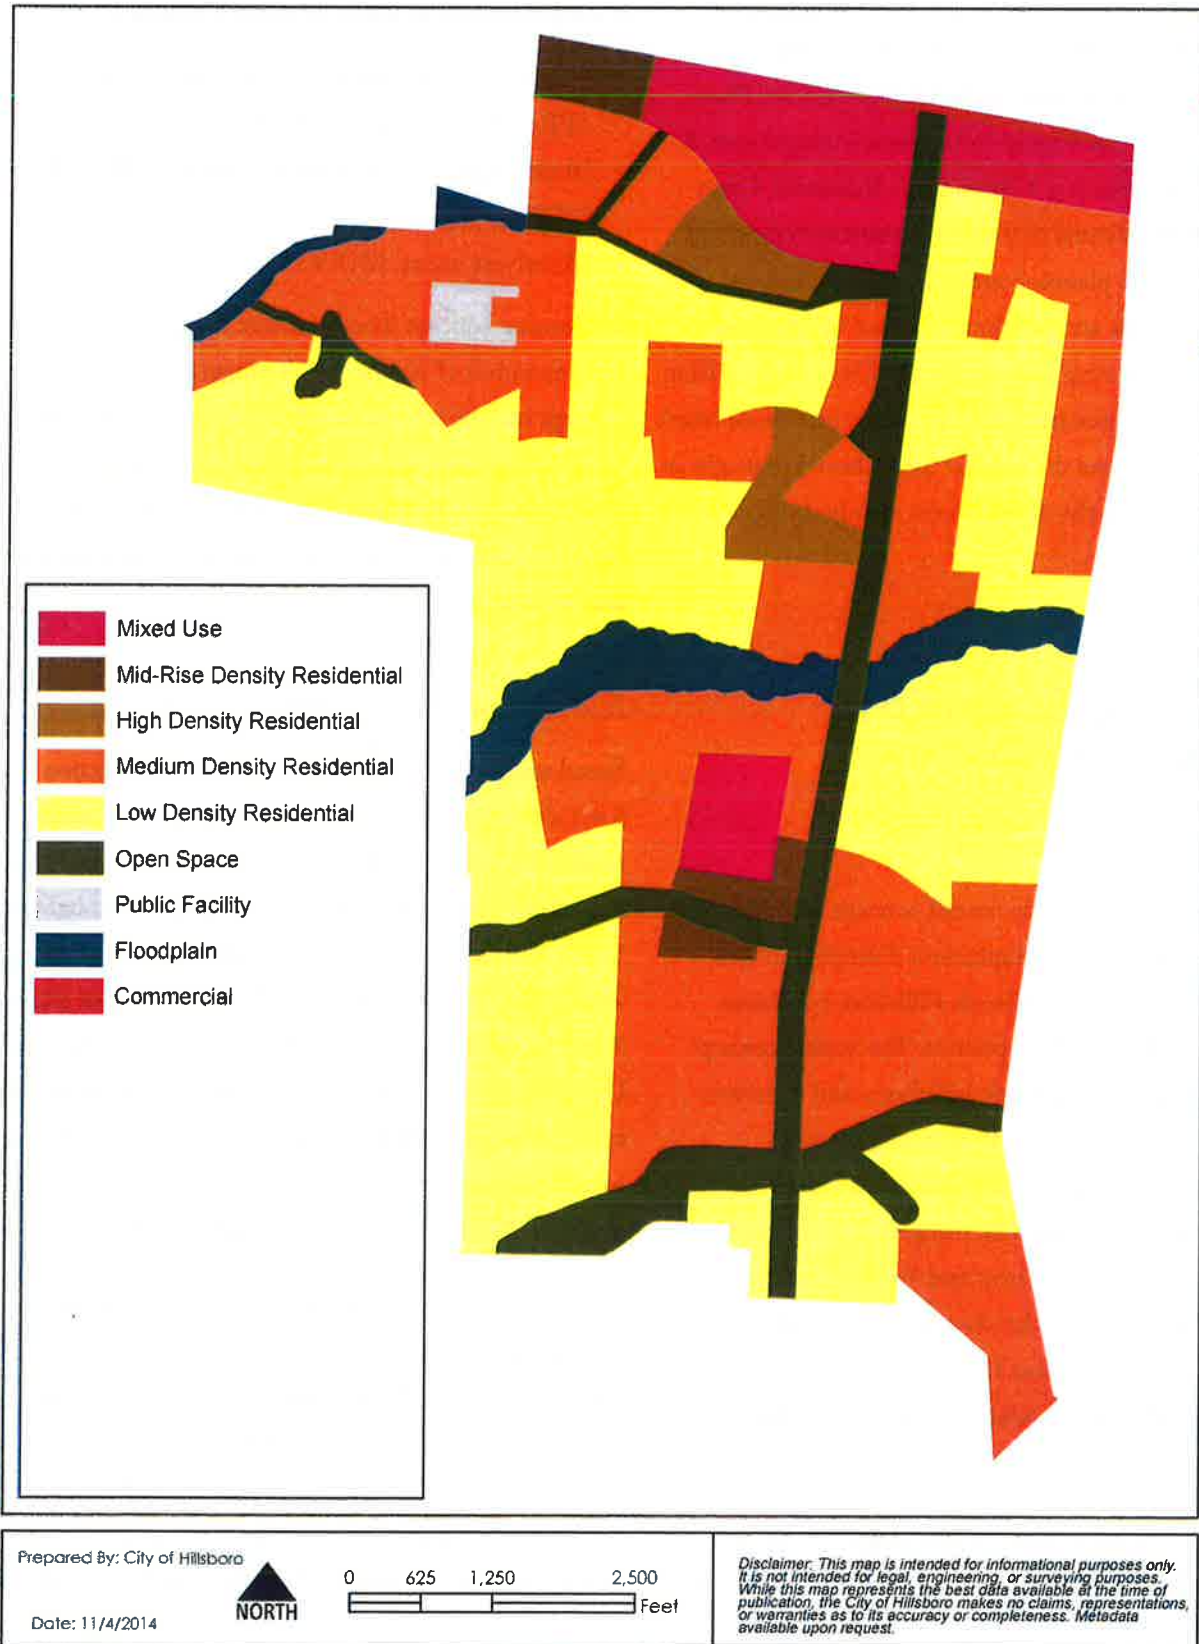 Mixed Use
Mid-Rise Density Residential
High Density Residential
Medium Density Residential
Low Density Residential
Open Space
Public Facility
Floodplain
Commercial
Prepared By: City of Hillsboro
Date: 11/4/2014
NORTH
0 625 1,250 2,500
Feet
Disclaimer: This map is intended for informational purposes only.
It is not intended for legal, engineering, or surveying purposes.
While this map represents the best data available at the time of
publication, the City of Hillsboro makes no claims, representations,
or warranties as to its accuracy or completeness. Metadata
available upon request.